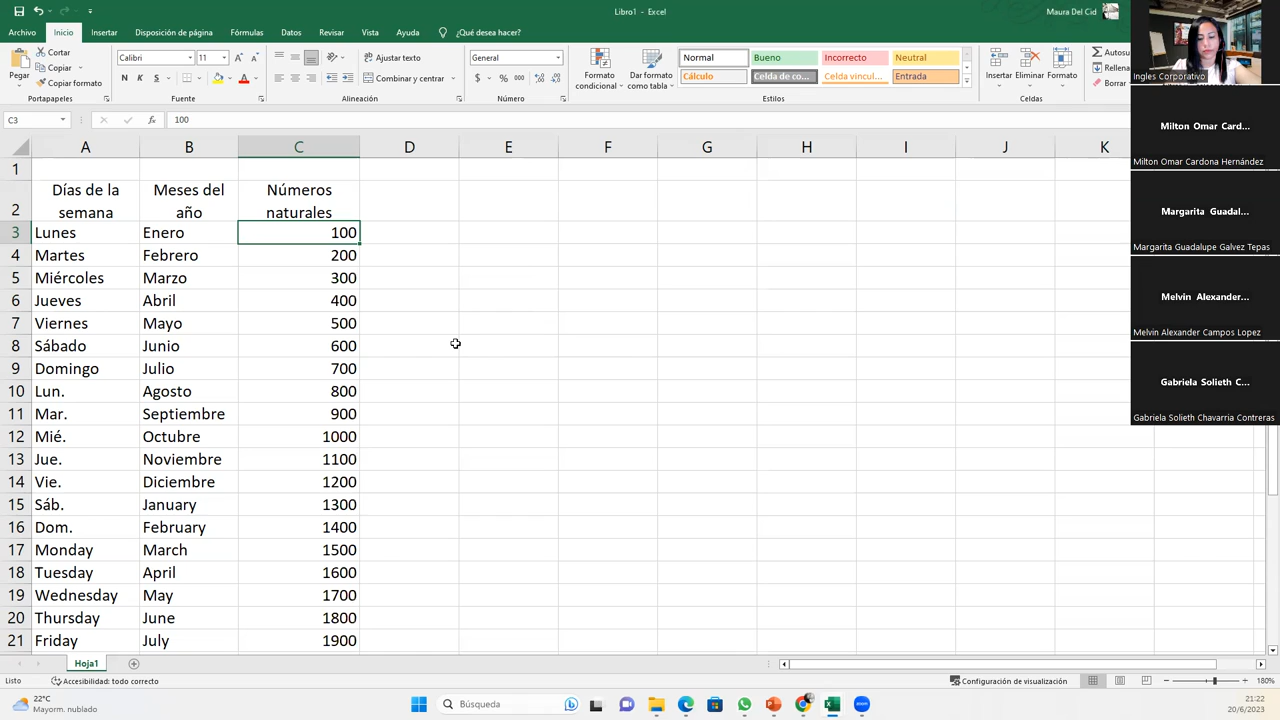 Libro1 - Excel
Maura Del Cid
Archivo Inicio Insertar Disposición de página Fórmulas Datos Revisar Vista Ayuda ¿Qué desea hacer?
Pegar
Cortar
Copiar
Copiar formato
Portapapeles
Calibri 11
N K S
Fuente
Ajustar texto
Combinar y centrar
Alineación
General
$ % 000
Número
Formato condicional
Dar formato como tabla
Normal Bueno Incorrecto Neutral
Cálculo Celda de co... Celda vincul... Entrada
Estilos
Insertar Eliminar Formato
Celdas
Autosu
Rellena
Borrar
C3 fx 100
A B C D E F G H I J K
1
2 Días de la semana Meses del año Números naturales
3 Lunes Enero 100
4 Martes Febrero 200
5 Miércoles Marzo 300
6 Jueves Abril 400
7 Viernes Mayo 500
8 Sábado Junio 600
9 Domingo Julio 700
10 Lun. Agosto 800
11 Mar. Septiembre 900
12 Mié. Octubre 1000
13 Jue. Noviembre 1100
14 Vie. Diciembre 1200
15 Sáb. January 1300
16 Dom. February 1400
17 Monday March 1500
18 Tuesday April 1600
19 Wednesday May 1700
20 Thursday June 1800
21 Friday July 1900
Hoja1
Listo Accesibilidad: todo correcto Configuración de visualización 180%
22°C
Mayorm. nublado
Búsqueda
21:22
20/6/2023
Ingles Corporativo
Milton Omar Card...
Milton Omar Cardona Hernández
Margarita Guadal...
Margarita Guadalupe Galvez Tepas
Melvin Alexander...
Melvin Alexander Campos Lopez
Gabriela Solieth C...
Gabriela Solieth Chavarria Contreras